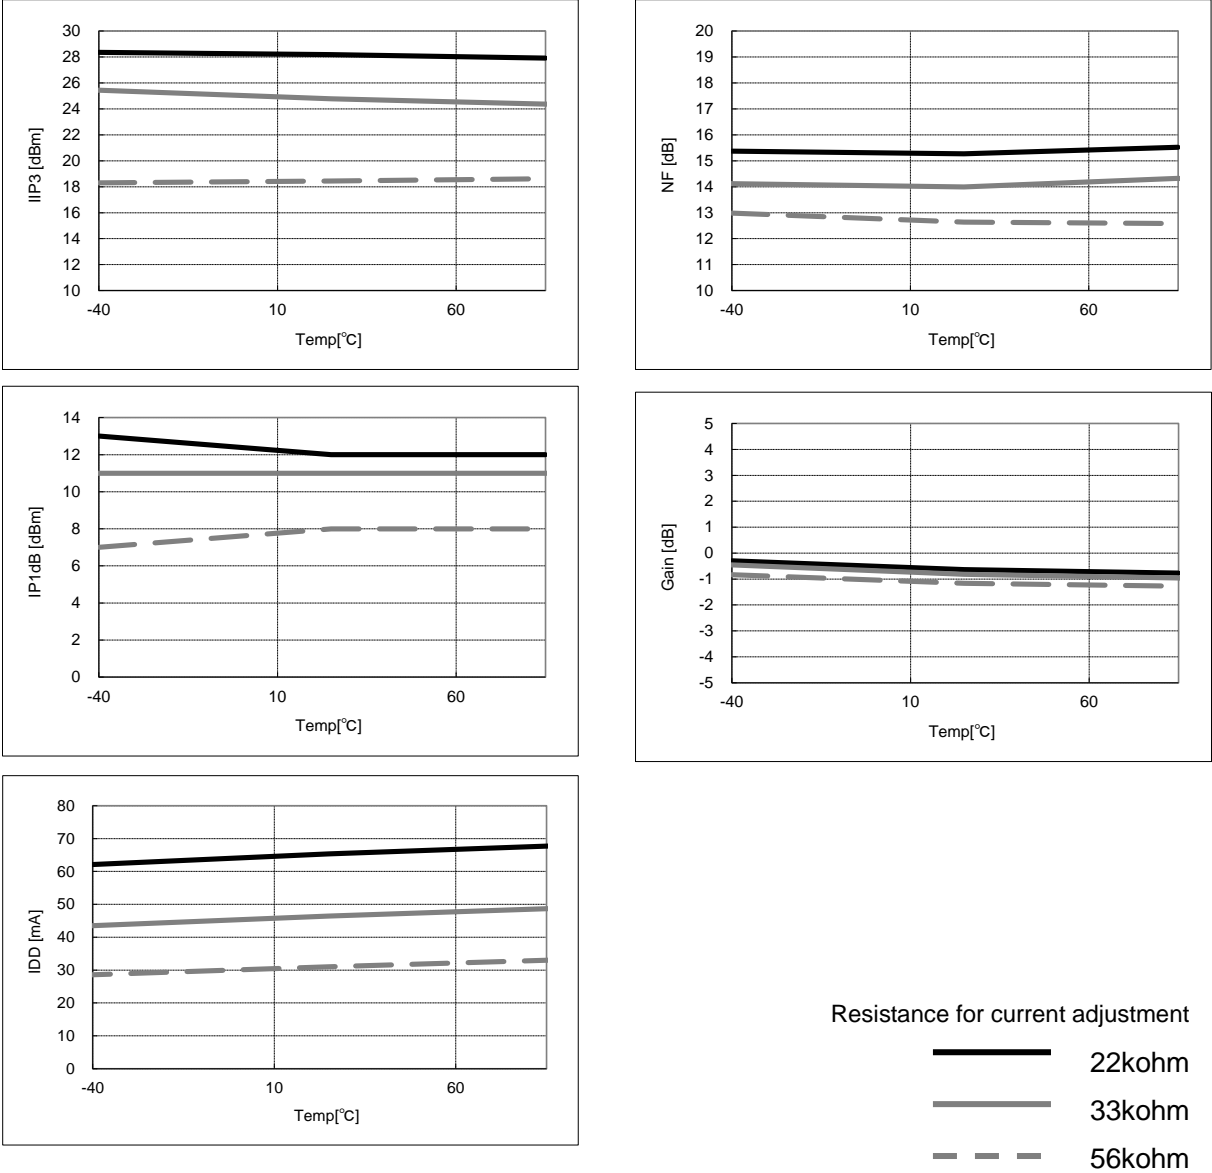 30
28
26
24
22
20
18
16
14
12
10
IIP3 [dBm]
-40 10 60
Temp[°C]
20
19
18
17
16
15
14
13
12
11
10
NF [dB]
-40 10 60
Temp[°C]
14
12
10
8
6
4
2
0
IP1dB [dBm]
-40 10 60
Temp[°C]
5
4
3
2
1
0
-1
-2
-3
-4
-5
Gain [dB]
-40 10 60
Temp[°C]
80
70
60
50
40
30
20
10
0
IDD [mA]
-40 10 60
Temp[°C]
Resistance for current adjustment
22kohm
33kohm
56kohm